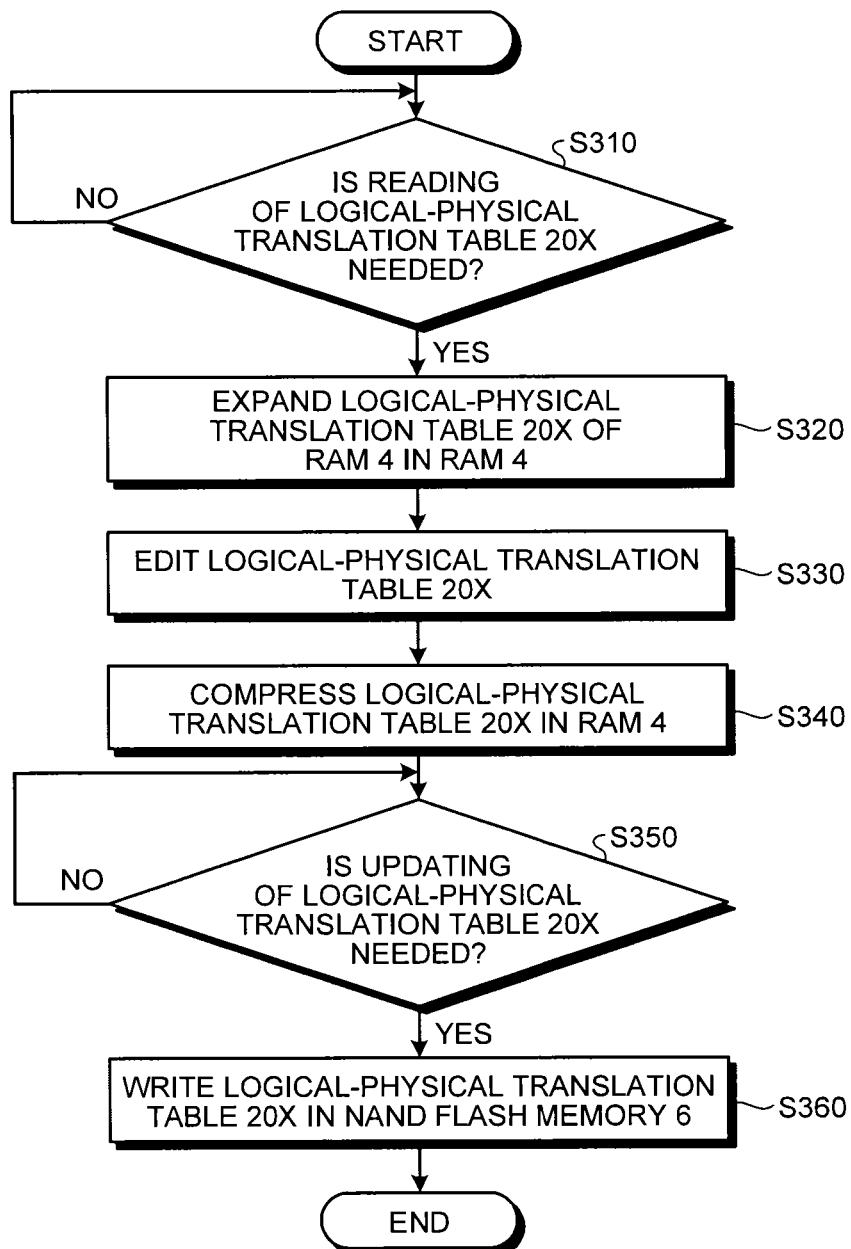 START
S310
IS READING
OF LOGICAL-PHYSICAL
TRANSLATION TABLE 20X
NEEDED?
NO
YES
EXPAND LOGICAL-PHYSICAL
TRANSLATION TABLE 20X OF
RAM 4 IN RAM 4
S320
EDIT LOGICAL-PHYSICAL TRANSLATION
TABLE 20X
S330
COMPRESS LOGICAL-PHYSICAL
TRANSLATION TABLE 20X IN RAM 4
S340
S350
IS UPDATING
OF LOGICAL-PHYSICAL
TRANSLATION TABLE 20X
NEEDED?
NO
YES
WRITE LOGICAL-PHYSICAL TRANSLATION
TABLE 20X IN NAND FLASH MEMORY 6
S360
END